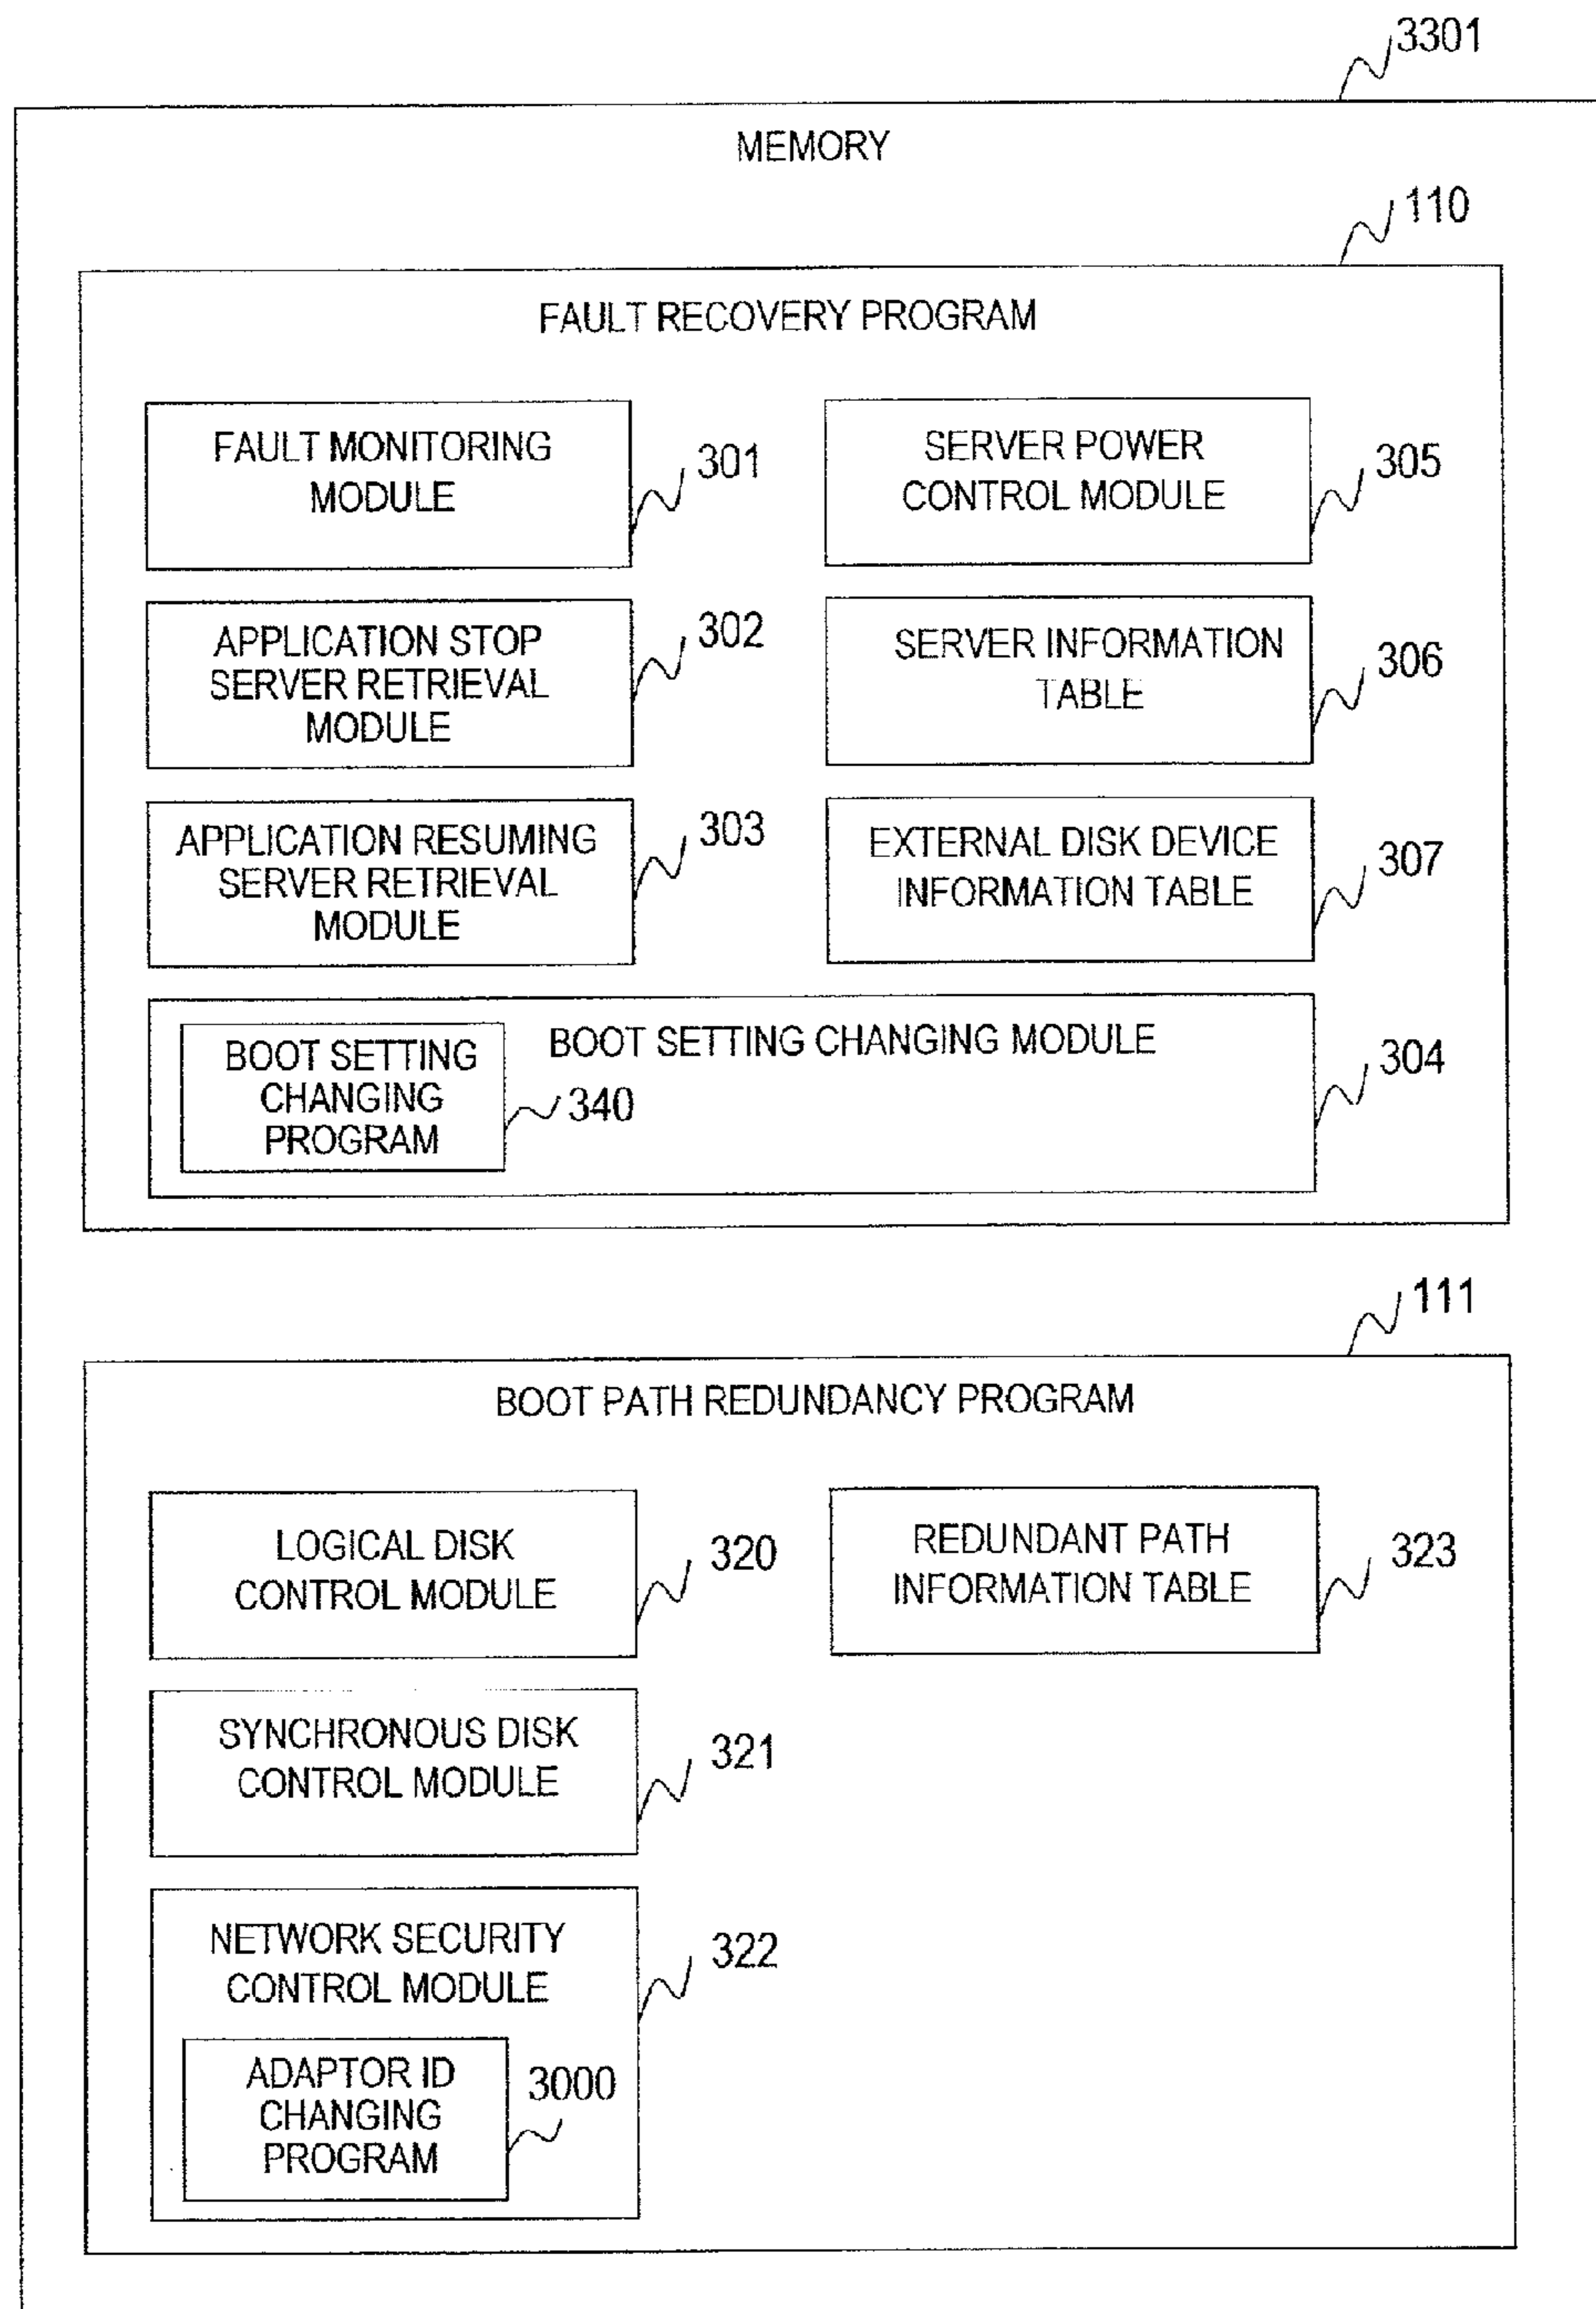 3301
MEMORY
110
FAULT RECOVERY PROGRAM
FAULT MONITORING
MODULE
301
SERVER POWER
CONTROL MODULE
305
APPLICATION STOP
SERVER RETRIEVAL
MODULE
302
SERVER INFORMATION
TABLE
306
APPLICATION RESUMING
SERVER RETRIEVAL
MODULE
303
EXTERNAL DISK DEVICE
INFORMATION TABLE
307
BOOT SETTING CHANGING MODULE
304
BOOT SETTING
CHANGING
PROGRAM
340
111
BOOT PATH REDUNDANCY PROGRAM
LOGICAL DISK
CONTROL MODULE
320
REDUNDANT PATH
INFORMATION TABLE
323
SYNCHRONOUS DISK
CONTROL MODULE
321
NETWORK SECURITY
CONTROL MODULE
322
ADAPTOR ID
CHANGING
PROGRAM
3000